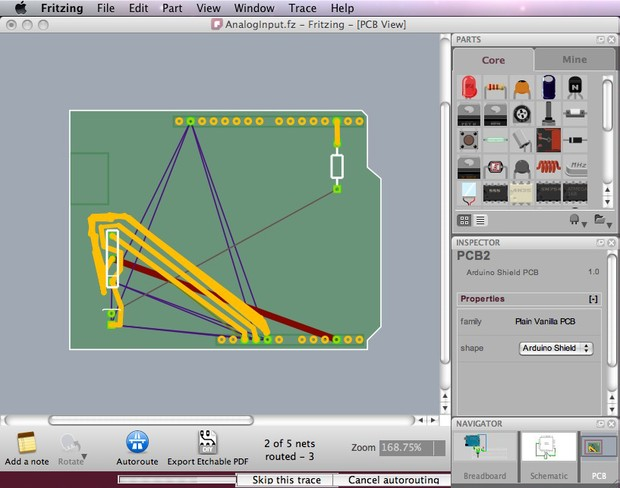 Fritzing File Edit Part View Window Trace Help
AnalogInput.fz - Fritzing - [PCB View]
PARTS
Core Mine
N
MHz
INSPECTOR
PCB2
Arduino Shield PCB 1.0
Properties [-]
family Plain Vanilla PCB
shape Arduino Shield
NAVIGATOR
Breadboard Schematic PCB
Add a note Rotate Autoroute Export Etchable PDF
DIY
2 of 5 nets
routed - 3
Zoom 168.75%
Skip this trace Cancel autorouting